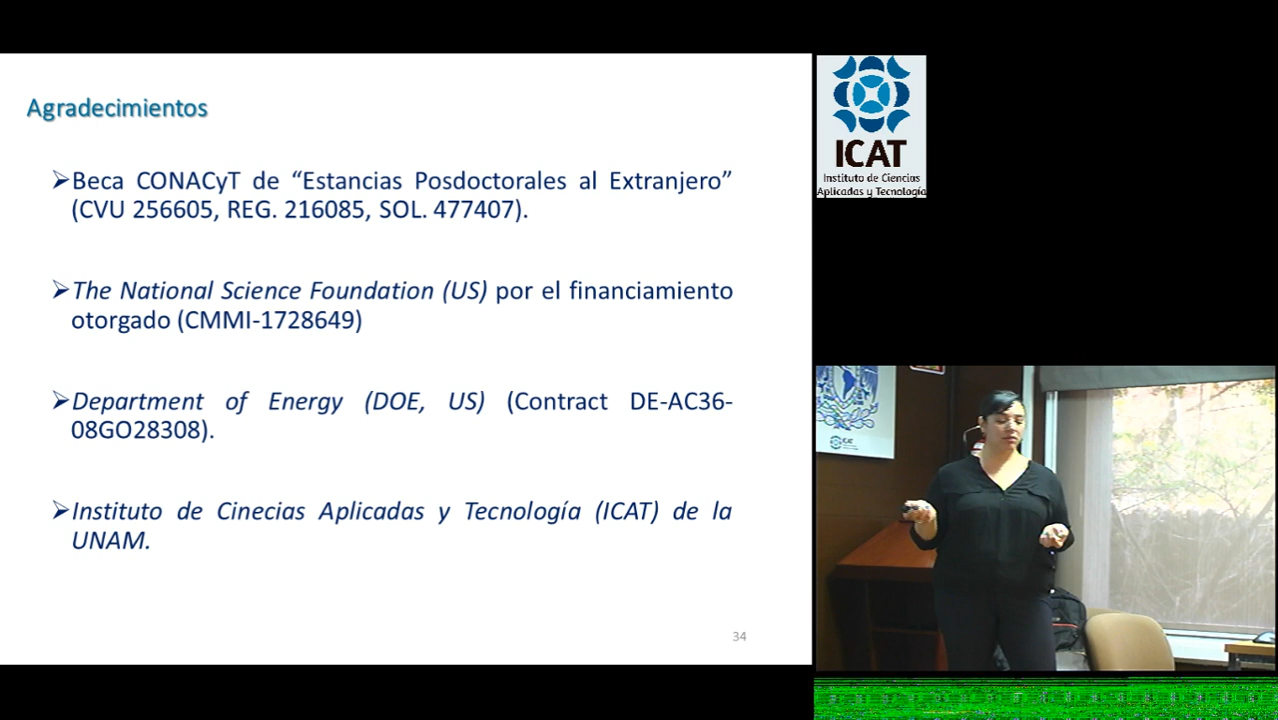 Agradecimientos
➢Beca CONACyT de “Estancias Posdoctorales al Extranjero”
(CVU 256605, REG. 216085, SOL. 477407).
➢The National Science Foundation (US) por el financiamiento
otorgado (CMMI-1728649)
➢Department of Energy (DOE, US) (Contract DE-AC36-
08GO28308).
➢Instituto de Cinecias Aplicadas y Tecnología (ICAT) de la
UNAM.
34
ICAT
Instituto de Ciencias
Aplicadas y Tecnología
ICAT